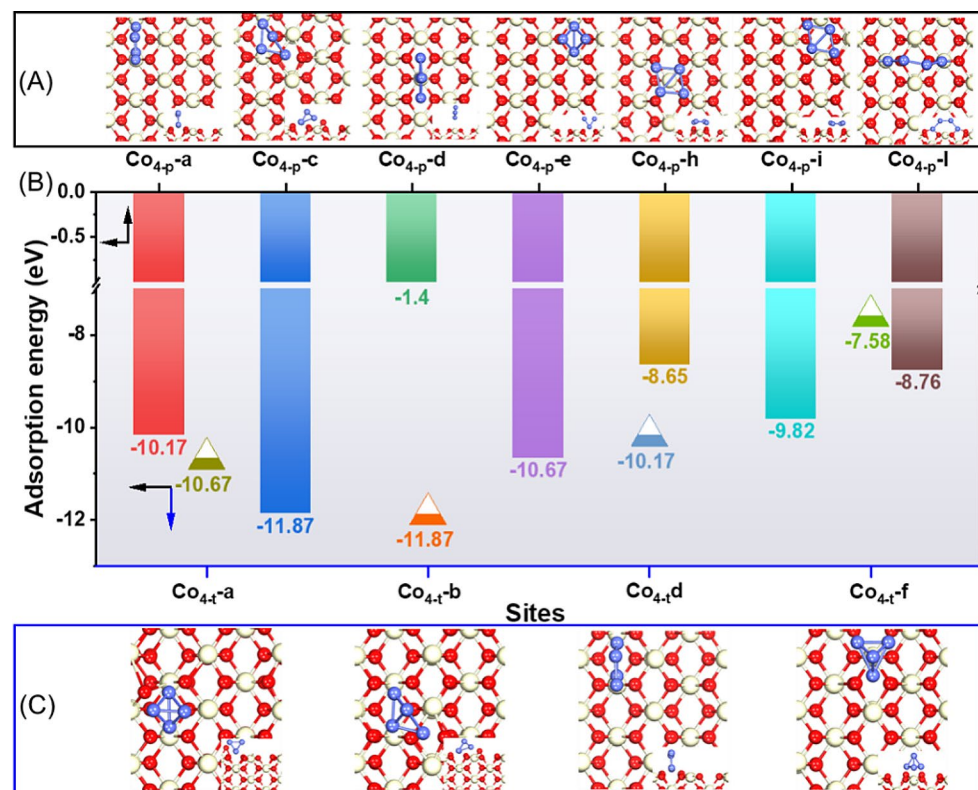 (A)
Co4-p-a Co4-p-c Co4-p-d Co4-p-e Co4-p-h Co4-p-i Co4-p-l
(B)
Adsorption energy (eV)
0.0
-0.5
-8
-10
-12
-10.17
-11.87
-1.4
-10.67
-8.65
-9.82
-8.76
-10.67
-11.87
-10.17
-7.58
Co4-t-a Co4-t-b Co4-td Co4-t-f
Sites
(C)